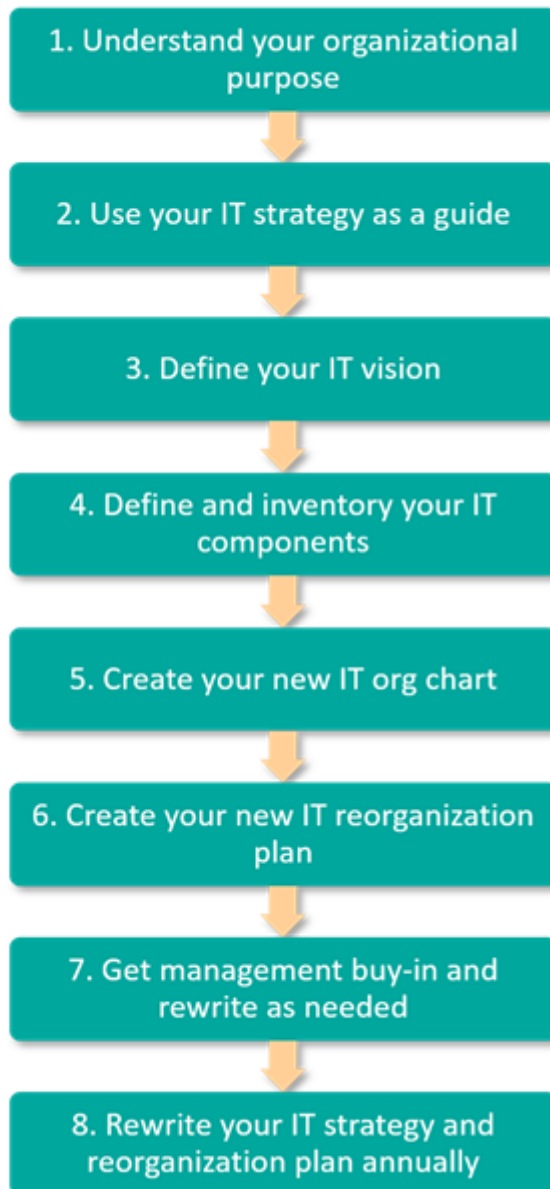 1. Understand your organizational
purpose
2. Use your IT strategy as a guide
3. Define your IT vision
4. Define and inventory your IT
components
5. Create your new IT org chart
6. Create your new IT reorganization
plan
7. Get management buy-in and
rewrite as needed
8. Rewrite your IT strategy and
reorganization plan annually